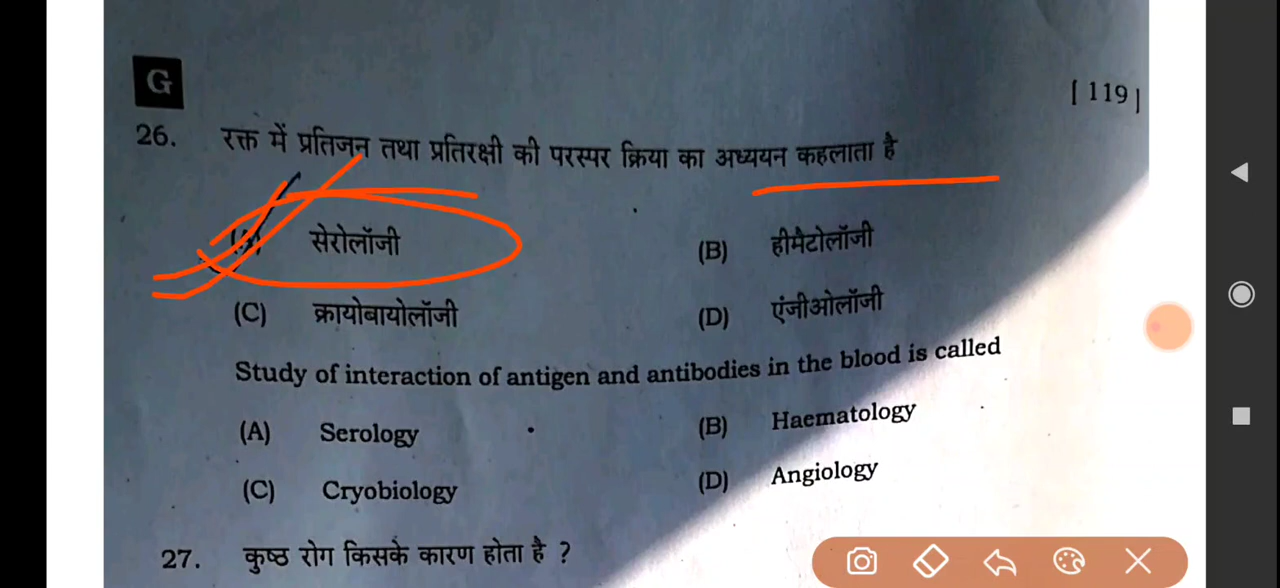 G
[ 119 ]
26. रक्त में प्रतिजन तथा प्रतिरक्षी की परस्पर क्रिया का अध्ययन कहलाता है
(A) सेरोलॉजी (B) हीमैटोलॉजी
(C) क्रायोबायोलॉजी (D) एंजीओलॉजी
Study of interaction of antigen and antibodies in the blood is called
(A) Serology (B) Haematology
(C) Cryobiology (D) Angiology
27. कुष्ठ रोग किसके कारण होता है ?